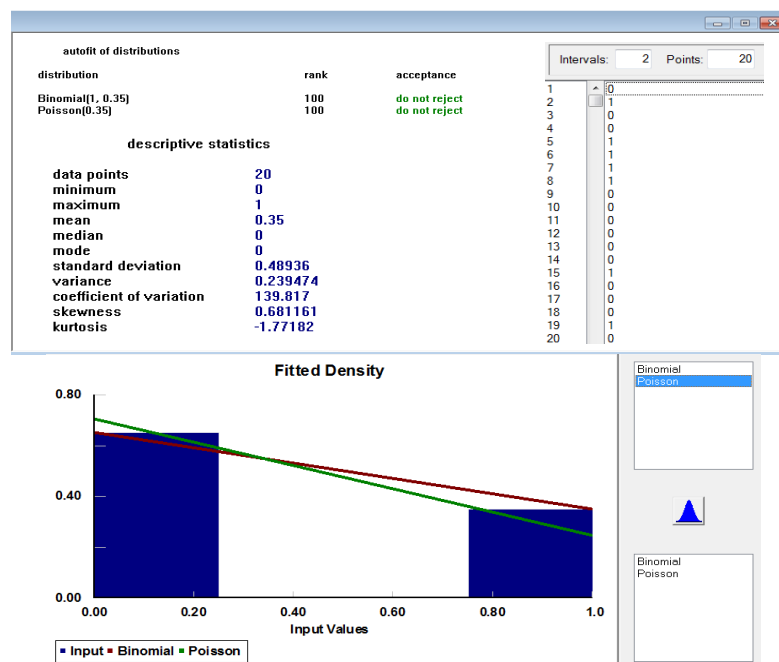 autofit of distributions
distribution rank acceptance
Binomial(1, 0.35) 100 do not reject
Poisson(0.35) 100 do not reject
descriptive statistics
data points 20
minimum 0
maximum 1
mean 0.35
median 0
mode 0
standard deviation 0.48936
variance 0.239474
coefficient of variation 139.817
skewness 0.681161
kurtosis -1.77182
Intervals: 2 Points: 20
1 0
2 1
3 0
4 0
5 1
6 1
7 1
8 1
9 0
10 0
11 0
12 0
13 0
14 0
15 1
16 0
17 0
18 0
19 1
20 0
Fitted Density
0.80
0.40
0.00
0.00 0.20 0.40 0.60 0.80 1.0
Input Values
Input Binomial Poisson
Binomial
Poisson
Binomial
Poisson